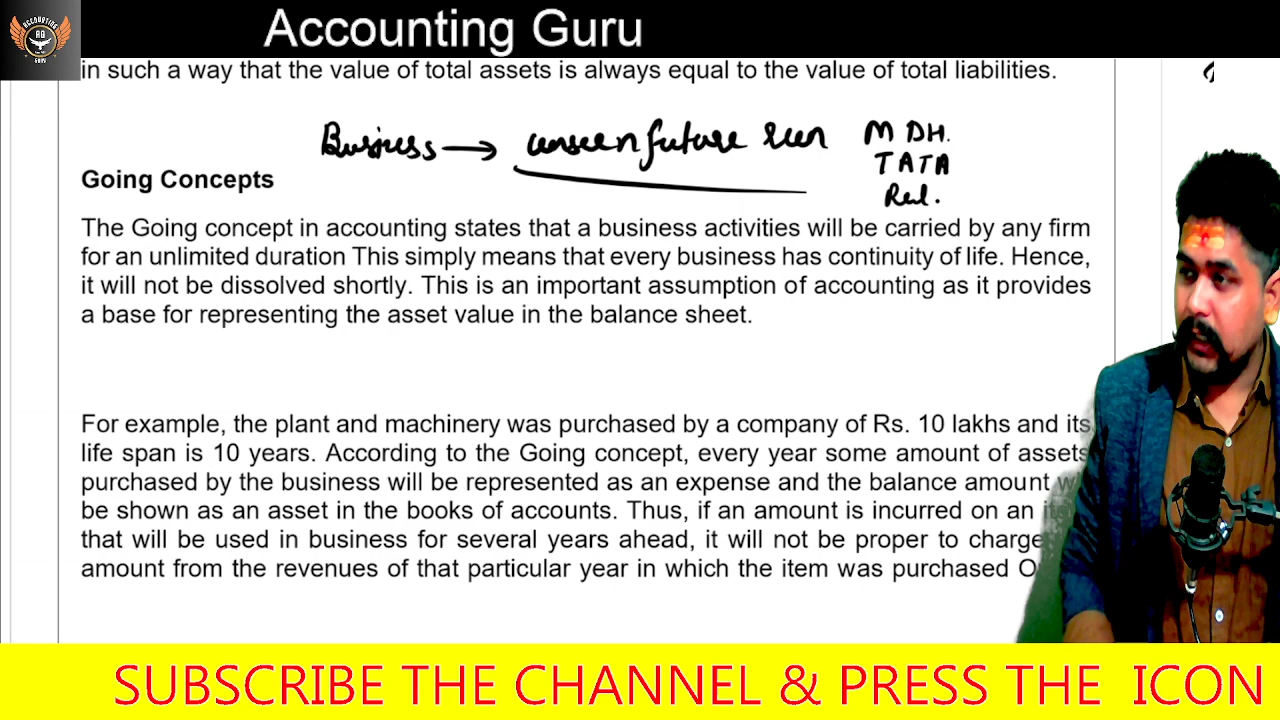 Accounting Guru
ACCOUNTING
AG
GURU
in such a way that the value of total assets is always equal to the value of total liabilities.
Business → unseen future run MDH.
TATA
Rel.
Going Concepts
The Going concept in accounting states that a business activities will be carried by any firm
for an unlimited duration This simply means that every business has continuity of life. Hence,
it will not be dissolved shortly. This is an important assumption of accounting as it provides
a base for representing the asset value in the balance sheet.
For example, the plant and machinery was purchased by a company of Rs. 10 lakhs and its
life span is 10 years. According to the Going concept, every year some amount of assets
purchased by the business will be represented as an expense and the balance amount
be shown as an asset in the books of accounts. Thus, if an amount is incurred on an
that will be used in business for several years ahead, it will not be proper to charge
amount from the revenues of that particular year in which the item was purchased
SUBSCRIBE THE CHANNEL & PRESS THE ICON